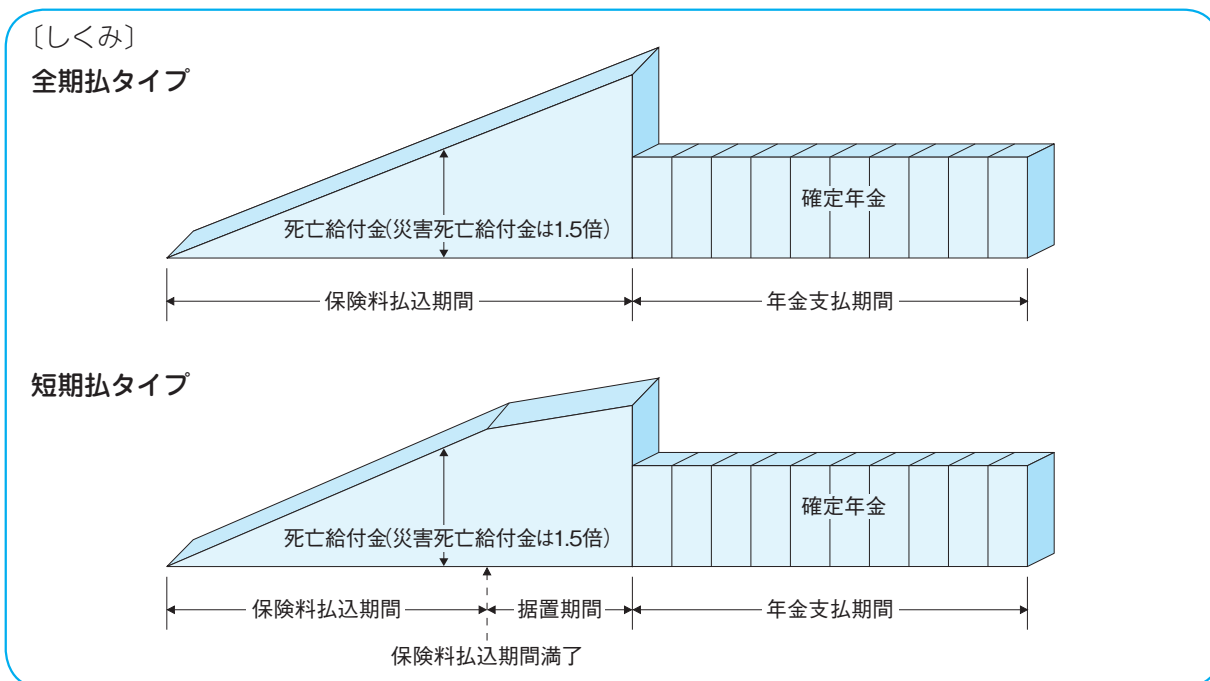 〔しくみ〕
全期払タイプ
確定年金
死亡給付金(災害死亡給付金は1.5倍)
保険料払込期間
年金支払期間
短期払タイプ
確定年金
死亡給付金(災害死亡給付金は1.5倍)
保険料払込期間
据置期間
年金支払期間
保険料払込期間満了